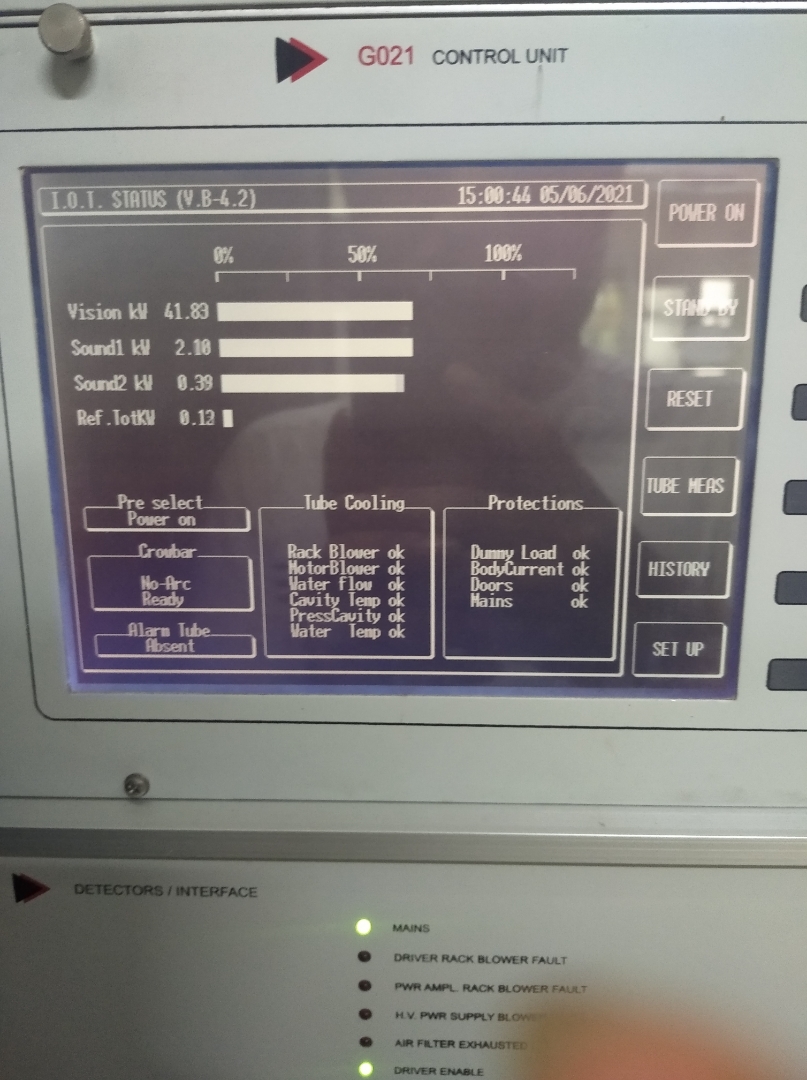 G021 CONTROL UNIT
I.O.T. STATUS (V.B-4.2) 15:00:44 05/06/2021
POWER ON
0% 50% 100%
Vision kW 41.83
STAND BY
Sound1 kW 2.10
Sound2 kW 0.39
RESET
Ref.TotKW 0.12
TUBE MEAS
Pre select
Power on
Tube Cooling
Protections
Crowbar
No-Arc
Ready
Rack Blower ok
MotorBlower ok
Water flow ok
Cavity Temp ok
PressCavity ok
Water Temp ok
Dummy Load ok
BodyCurrent ok
Doors ok
Mains ok
HISTORY
Alarm Tube
Absent
SET UP
DETECTORS / INTERFACE
MAINS
DRIVER RACK BLOWER FAULT
PWR AMPL. RACK BLOWER FAULT
H.V. PWR SUPPLY
AIR FILTER EXHAUSTED
DRIVER ENABLE